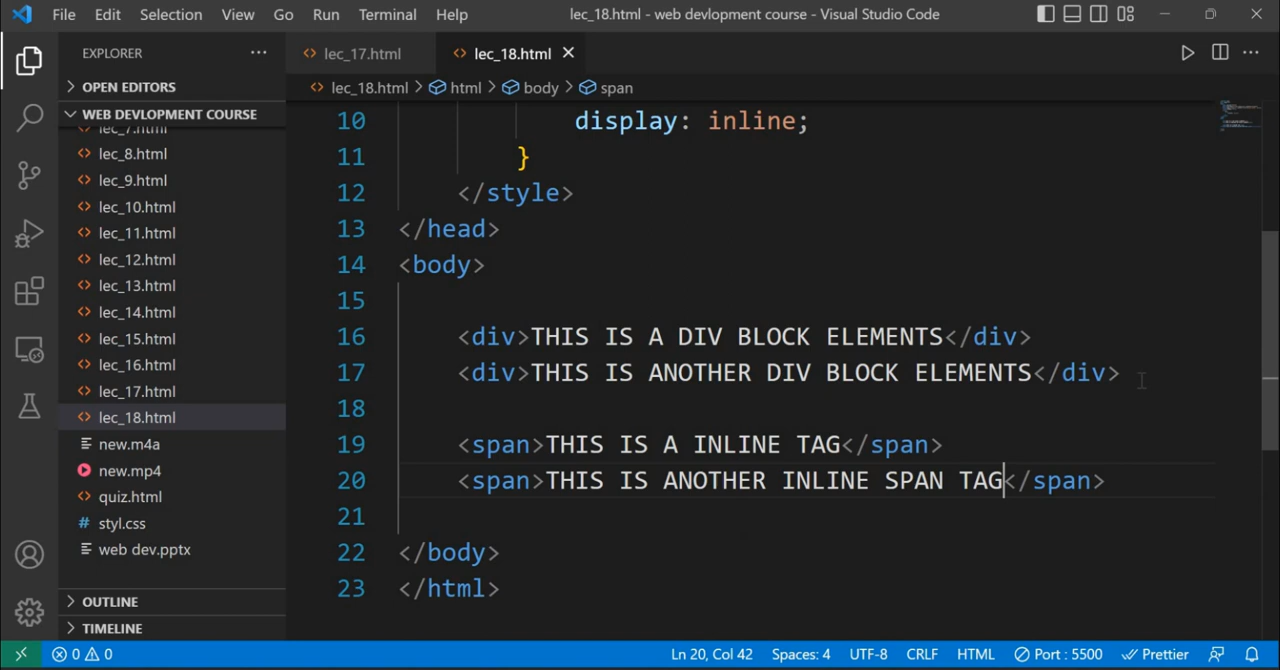 File Edit Selection View Go Run Terminal Help lec_18.html - web devlopment course - Visual Studio Code
EXPLORER
OPEN EDITORS
WEB DEVLOPMENT COURSE
lec_7.html
lec_8.html
lec_9.html
lec_10.html
lec_11.html
lec_12.html
lec_13.html
lec_14.html
lec_15.html
lec_16.html
lec_17.html
lec_18.html
new.m4a
new.mp4
quiz.html
styl.css
web dev.pptx
OUTLINE
TIMELINE
lec_17.html lec_18.html
lec_18.html > html > body > span
10 display: inline;
11 }
12 </style>
13 </head>
14 <body>
15
16 <div>THIS IS A DIV BLOCK ELEMENTS</div>
17 <div>THIS IS ANOTHER DIV BLOCK ELEMENTS</div>
18
19 <span>THIS IS A INLINE TAG</span>
20 <span>THIS IS ANOTHER INLINE SPAN TAG</span>
21
22 </body>
23 </html>
0 0 Ln 20, Col 42 Spaces: 4 UTF-8 CRLF HTML Port : 5500 Prettier